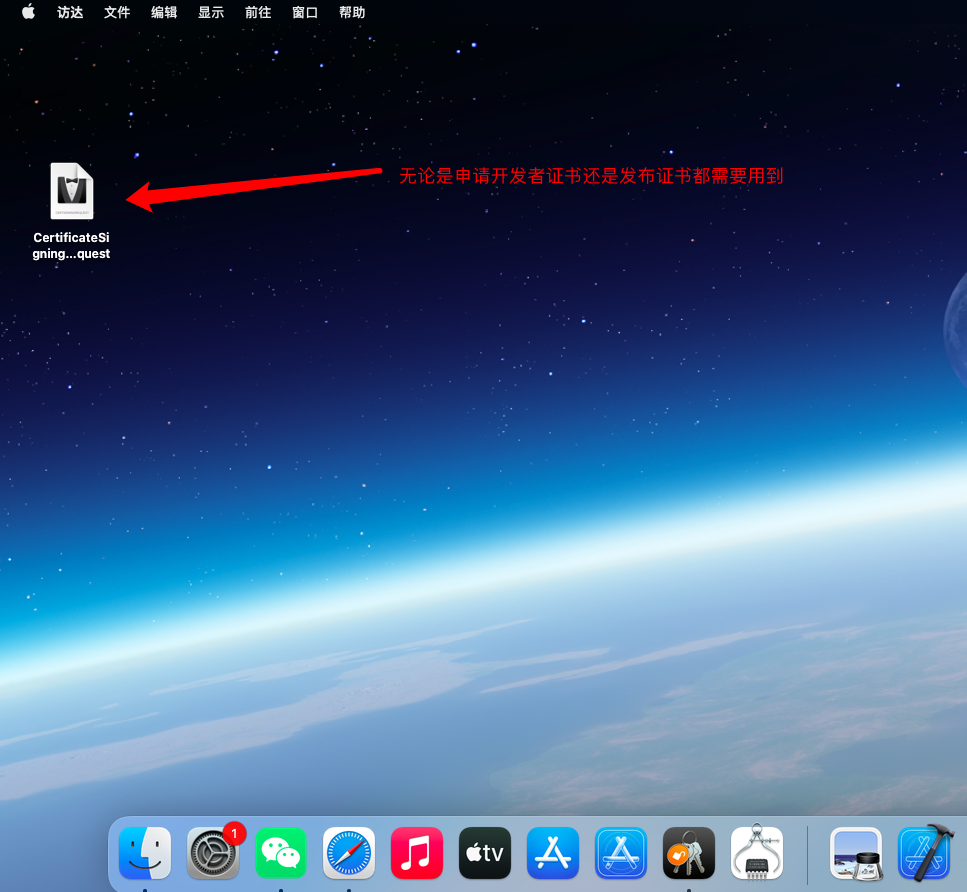 访达 文件 编辑 显示 前往 窗口 帮助
无论是申请开发者证书还是发布证书都需要用到
CertificateSi
gning...quest
1
tv